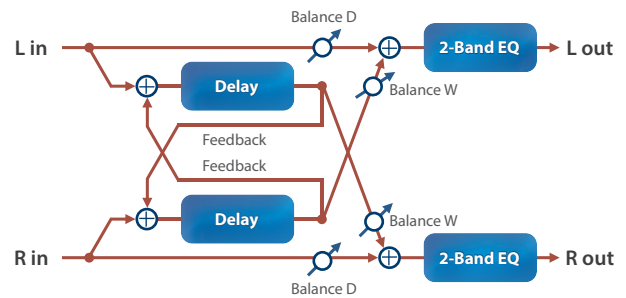 Balance D
L in
2-Band EQ
L out
Delay
Balance W
Feedback
Feedback
Delay
Balance W
R in
2-Band EQ
R out
Balance D